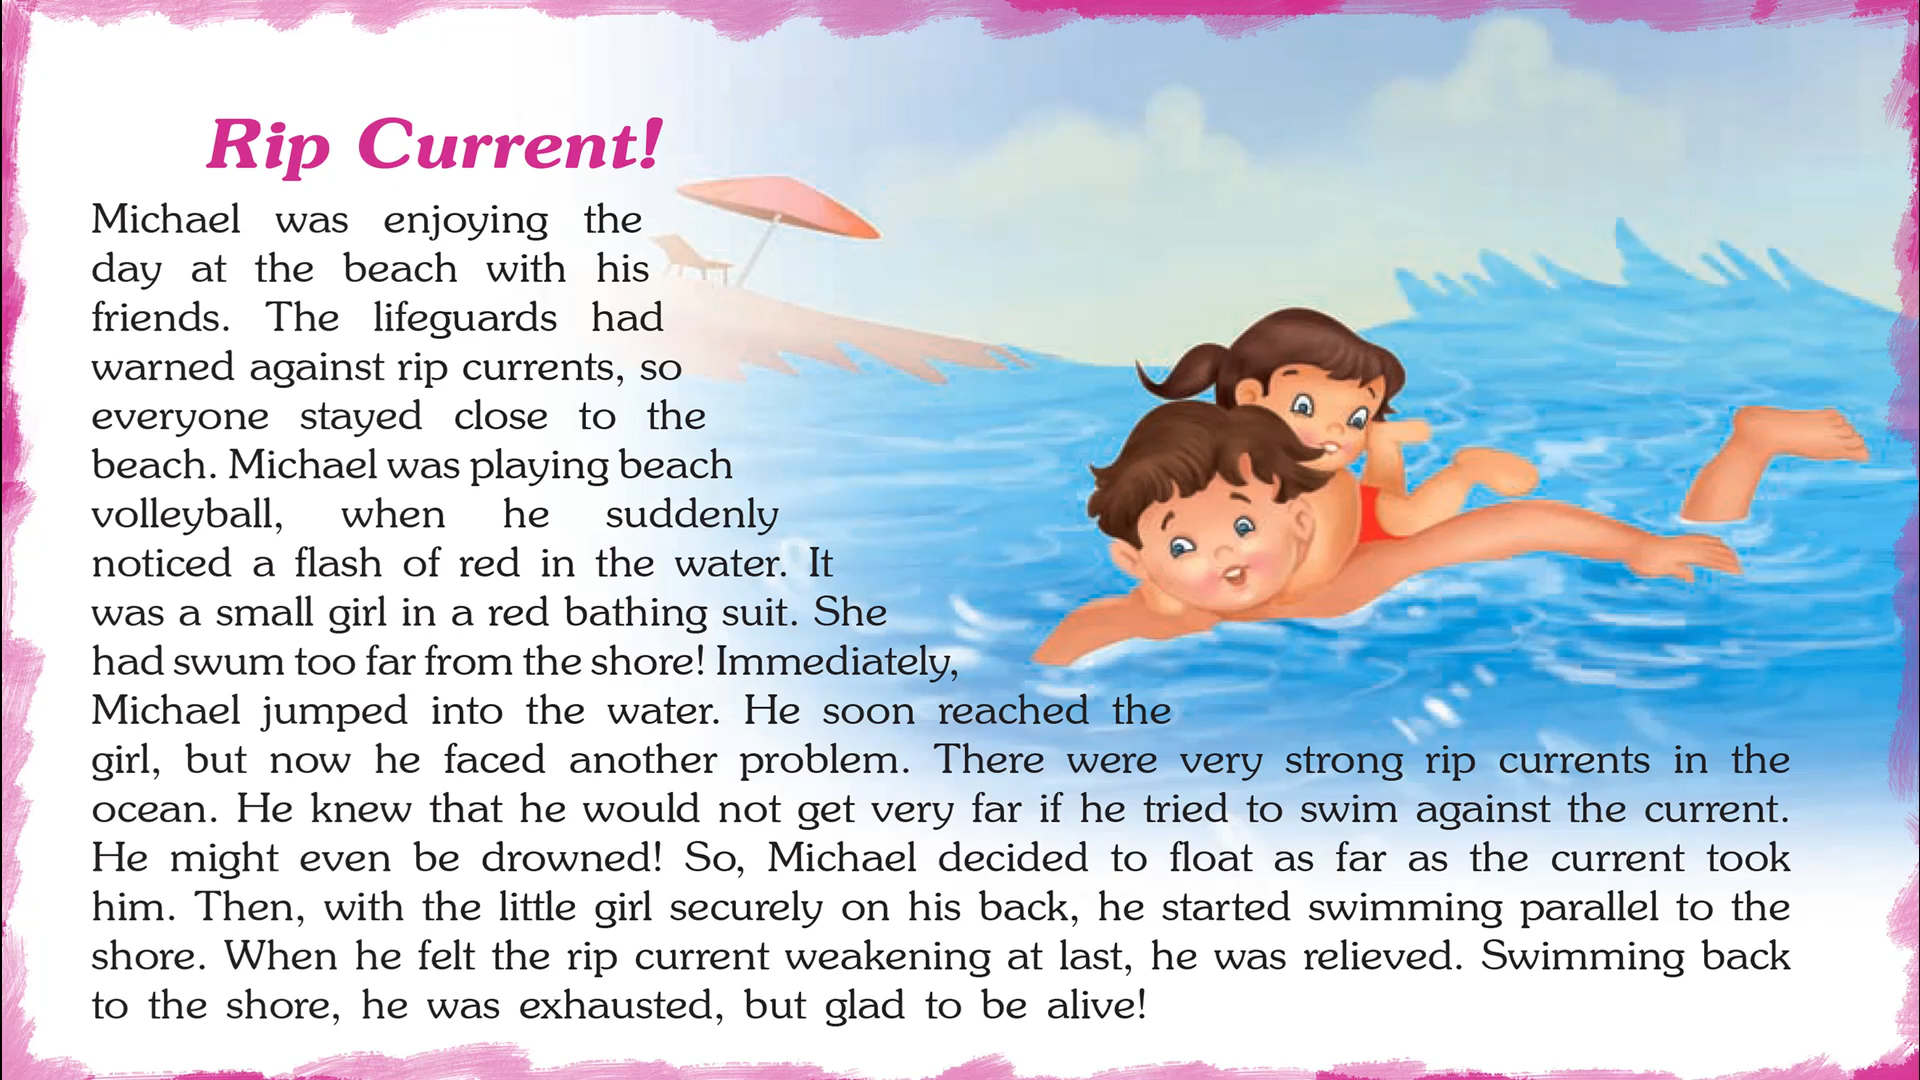 Rip Current!
Michael was enjoying the
day at the beach with his
friends. The lifeguards had
warned against rip currents, so
everyone stayed close to the
beach. Michael was playing beach
volleyball, when he suddenly
noticed a flash of red in the water. It
was a small girl in a red bathing suit. She
had swum too far from the shore! Immediately,
Michael jumped into the water. He soon reached the
girl, but now he faced another problem. There were very strong rip currents in the
ocean. He knew that he would not get very far if he tried to swim against the current.
He might even be drowned! So, Michael decided to float as far as the current took
him. Then, with the little girl securely on his back, he started swimming parallel to the
shore. When he felt the rip current weakening at last, he was relieved. Swimming back
to the shore, he was exhausted, but glad to be alive!